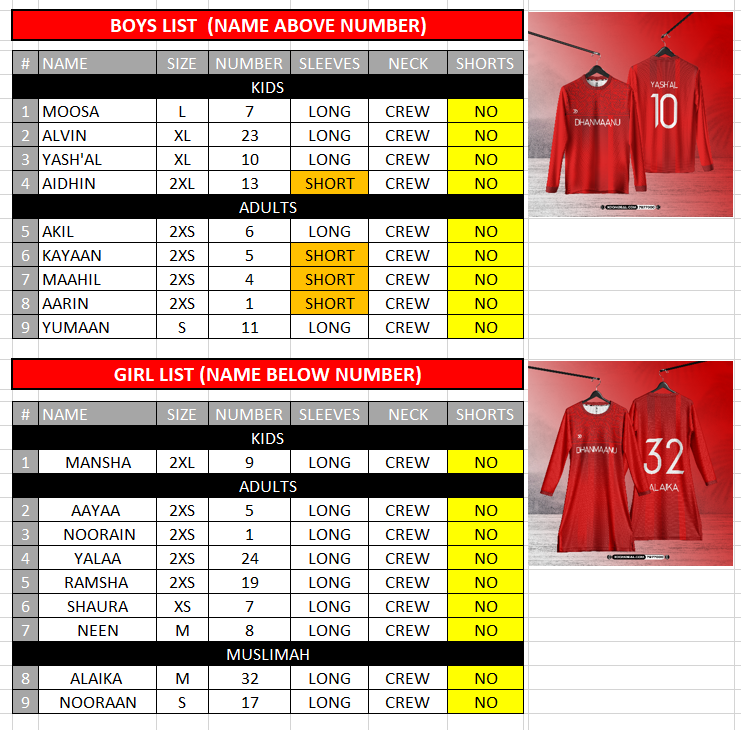 BOYS LIST (NAME ABOVE NUMBER)
# NAME SIZE NUMBER SLEEVES NECK SHORTS
KIDS
1 MOOSA L 7 LONG CREW NO
2 ALVIN XL 23 LONG CREW NO
3 YASH'AL XL 10 LONG CREW NO
4 AIDHIN 2XL 13 SHORT CREW NO
ADULTS
5 AKIL 2XS 6 LONG CREW NO
6 KAYAAN 2XS 5 SHORT CREW NO
7 MAAHIL 2XS 4 SHORT CREW NO
8 AARIN 2XS 1 SHORT CREW NO
9 YUMAAN S 11 LONG CREW NO
YASH'AL
10
DHANMAANU
GIRL LIST (NAME BELOW NUMBER)
# NAME SIZE NUMBER SLEEVES NECK SHORTS
KIDS
1 MANSHA 2XL 9 LONG CREW NO
ADULTS
2 AAYAA 2XS 5 LONG CREW NO
3 NOORAIN 2XS 1 LONG CREW NO
4 YALAA 2XS 24 LONG CREW NO
5 RAMSHA 2XS 19 LONG CREW NO
6 SHAURA XS 7 LONG CREW NO
7 NEEN M 8 LONG CREW NO
MUSLIMAH
8 ALAIKA M 32 LONG CREW NO
9 NOORAAN S 17 LONG CREW NO
DHANMAANU
32
ALAIKA